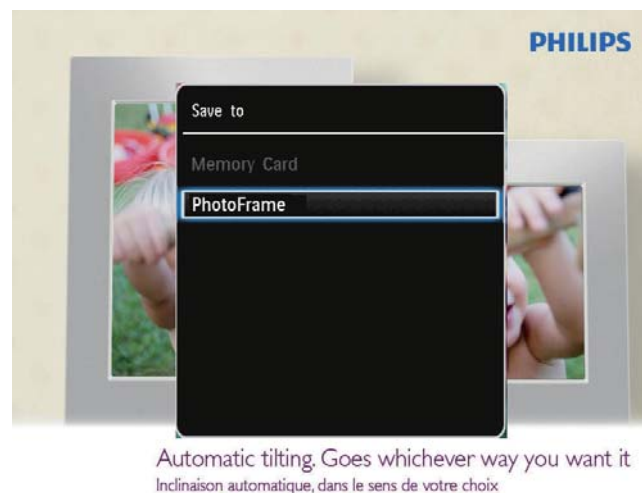 PHILIPS
Save to
Memory Card
PhotoFrame
Automatic tilting. Goes whichever way you want it
Inclinaison automatique, dans le sens de votre choix